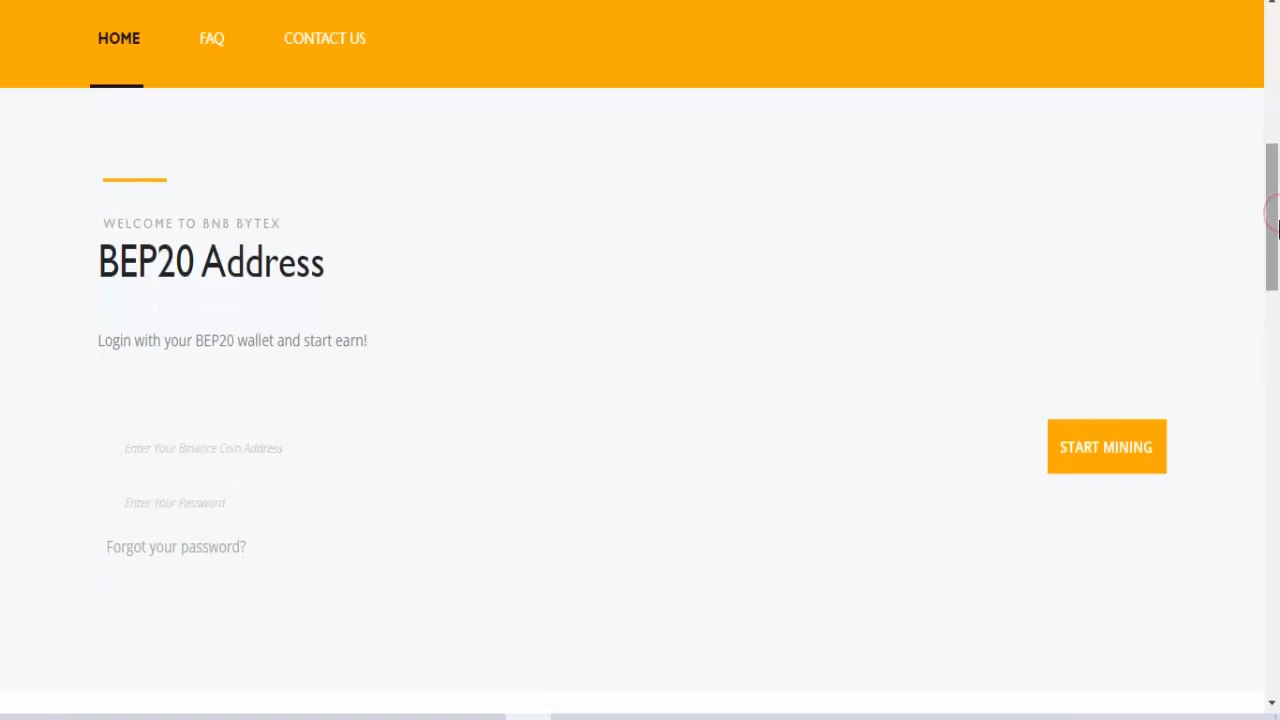 HOME FAQ CONTACT US
WELCOME TO BNB BYTEX
BEP20 Address
Login with your BEP20 wallet and start earn!
Enter Your Binance Coin Address
START MINING
Enter Your Password
Forgot your password?